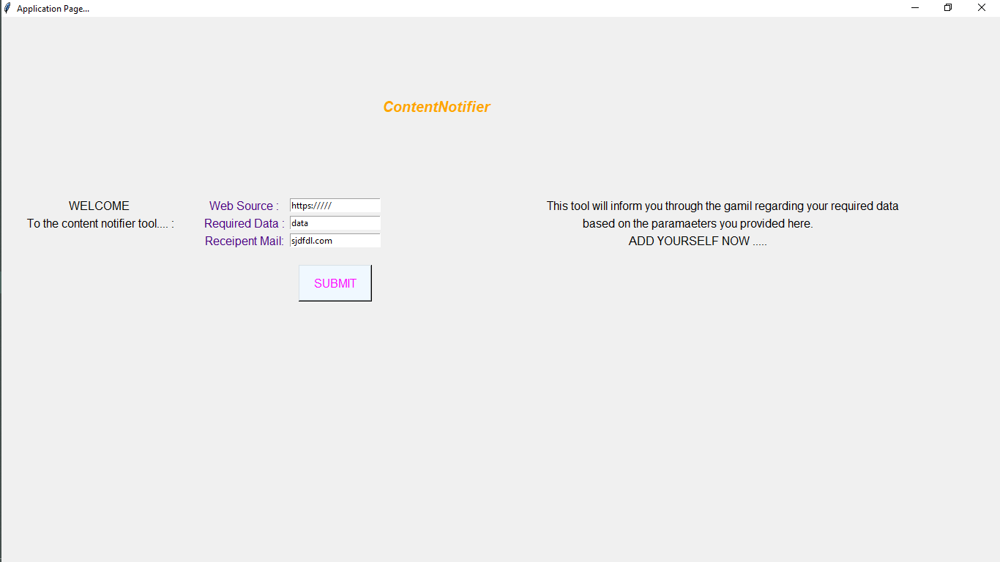 Application Page...
ContentNotifier
WELCOME
To the content notifier tool.... :
Web Source : https://///
Required Data : data
Receipent Mail: sjdfdl.com
SUBMIT
This tool will inform you through the gamil regarding your required data
based on the paramaeters you provided here.
ADD YOURSELF NOW .....